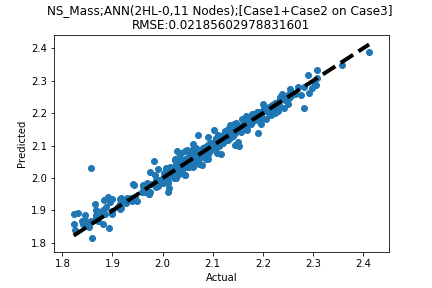 NS_Mass;ANN(2HL-0,11 Nodes);[Case1+Case2 on Case3]
RMSE:0.02185602978831601
2.4
2.3
2.2
2.1
2.0
1.9
1.8
Predicted
1.8 1.9 2.0 2.1 2.2 2.3 2.4
Actual